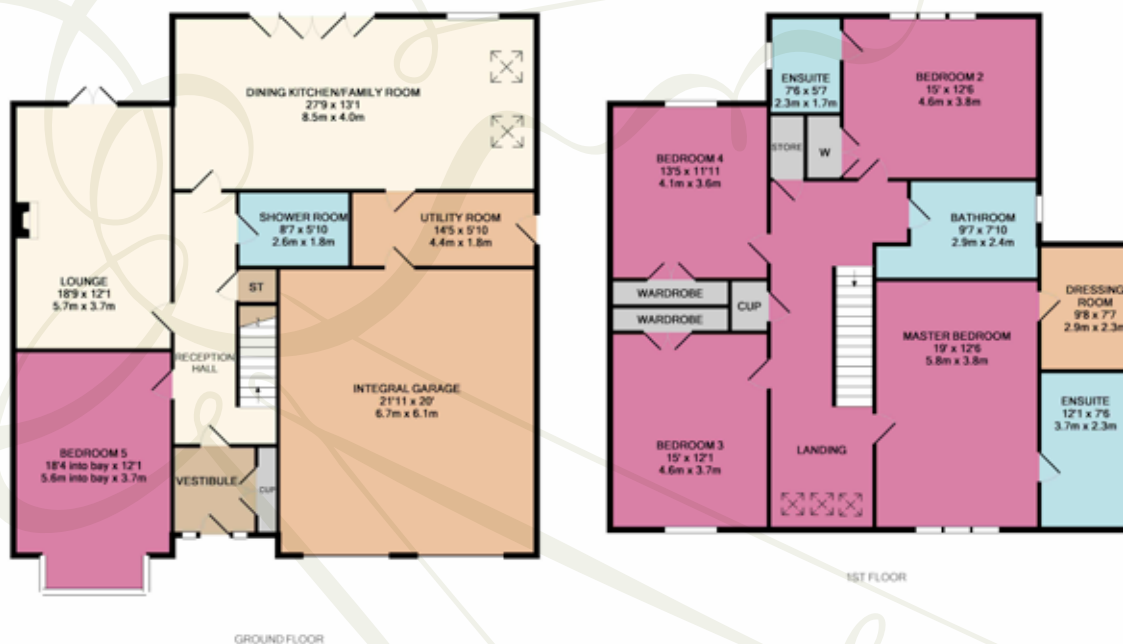 DINING KITCHEN/FAMILY ROOM
27'9 x 13'1
8.5m x 4.0m
SHOWER ROOM
8'7 x 5'10
2.6m x 1.8m
UTILITY ROOM
14'5 x 5'10
4.4m x 1.8m
LOUNGE
18'9 x 12'1
5.7m x 3.7m
ST
RECEPTION
HALL
INTEGRAL GARAGE
21'11 x 20'
6.7m x 6.1m
BEDROOM 5
18'4 into bay x 12'1
5.6m into bay x 3.7m
VESTIBULE
CUP
GROUND FLOOR
ENSUITE
7'6 x 5'7
2.3m x 1.7m
BEDROOM 2
15' x 12'6
4.6m x 3.8m
STORE
W
BEDROOM 4
13'5 x 11'11
4.1m x 3.6m
BATHROOM
9'7 x 7'10
2.9m x 2.4m
WARDROBE
WARDROBE
CUP
DRESSING
ROOM
9'8 x 7'7
2.9m x 2.3m
MASTER BEDROOM
19' x 12'6
5.8m x 3.8m
ENSUITE
12'1 x 7'6
3.7m x 2.3m
BEDROOM 3
15' x 12'1
4.6m x 3.7m
LANDING
1ST FLOOR